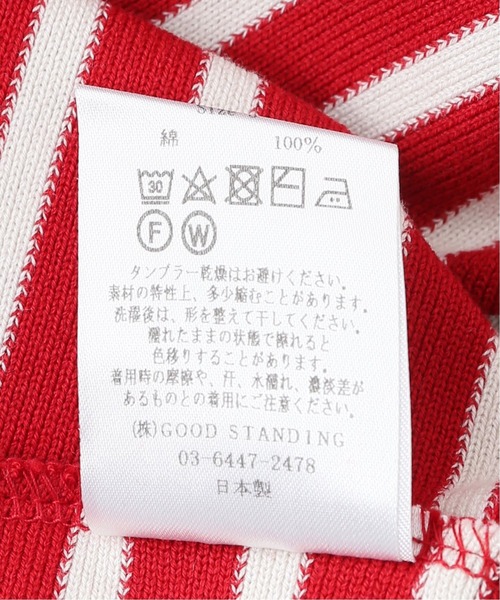 Size
綿 100%
30
F W
タンブラー乾燥はお避けください。
素材の特性上、多少縮むことがあります。
洗濯後は、形を整えて干してください。
濡れたままの状態で擦れると
色移りすることがあります。
着用時の摩擦や、汗、水濡れ、濃淡差が
あるものとの着用にご注意ください。
(株)GOOD STANDING
03-6447-2478
日本製